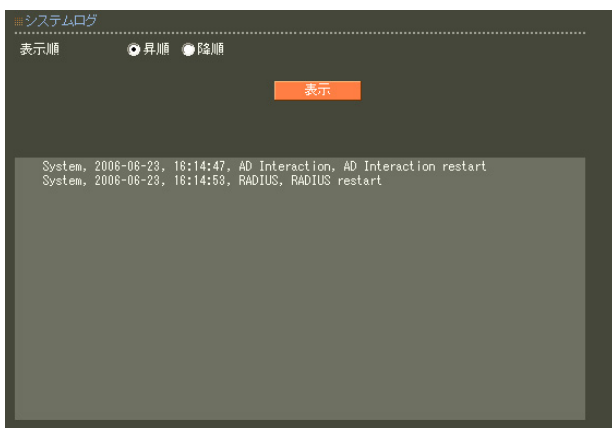 システムログ
表示順 昇順 降順
表示
System, 2006-06-23, 16:14:47, AD Interaction, AD Interaction restart
System, 2006-06-23, 16:14:53, RADIUS, RADIUS restart